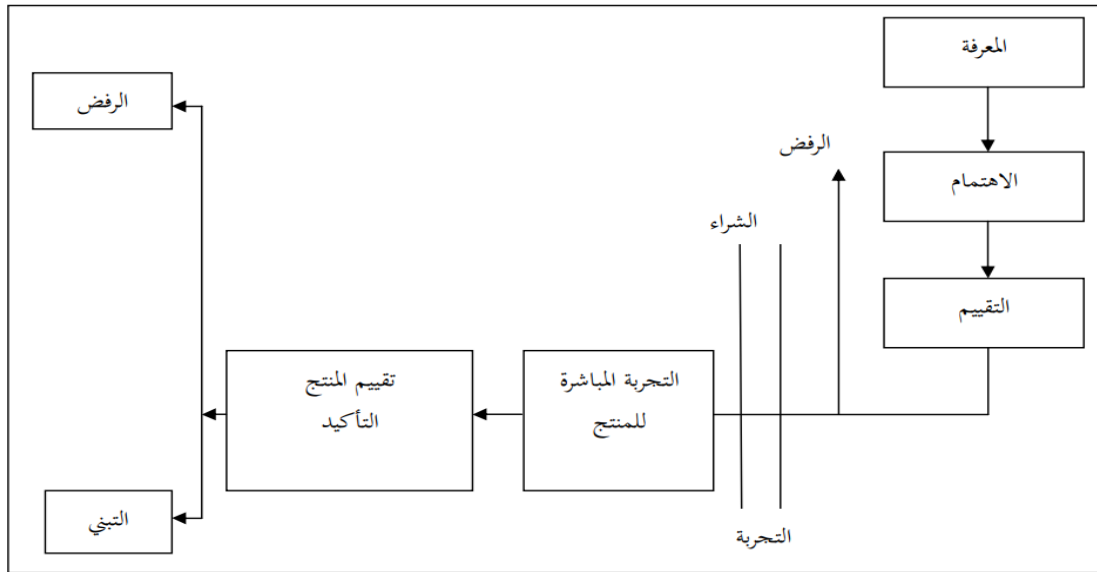 المعرفة
الرفض
الرفض
الاهتمام
الشراء
التقييم
التجربة المباشرة
للمنتج
تقييم المنتج
التأكيد
التبني
التجربة